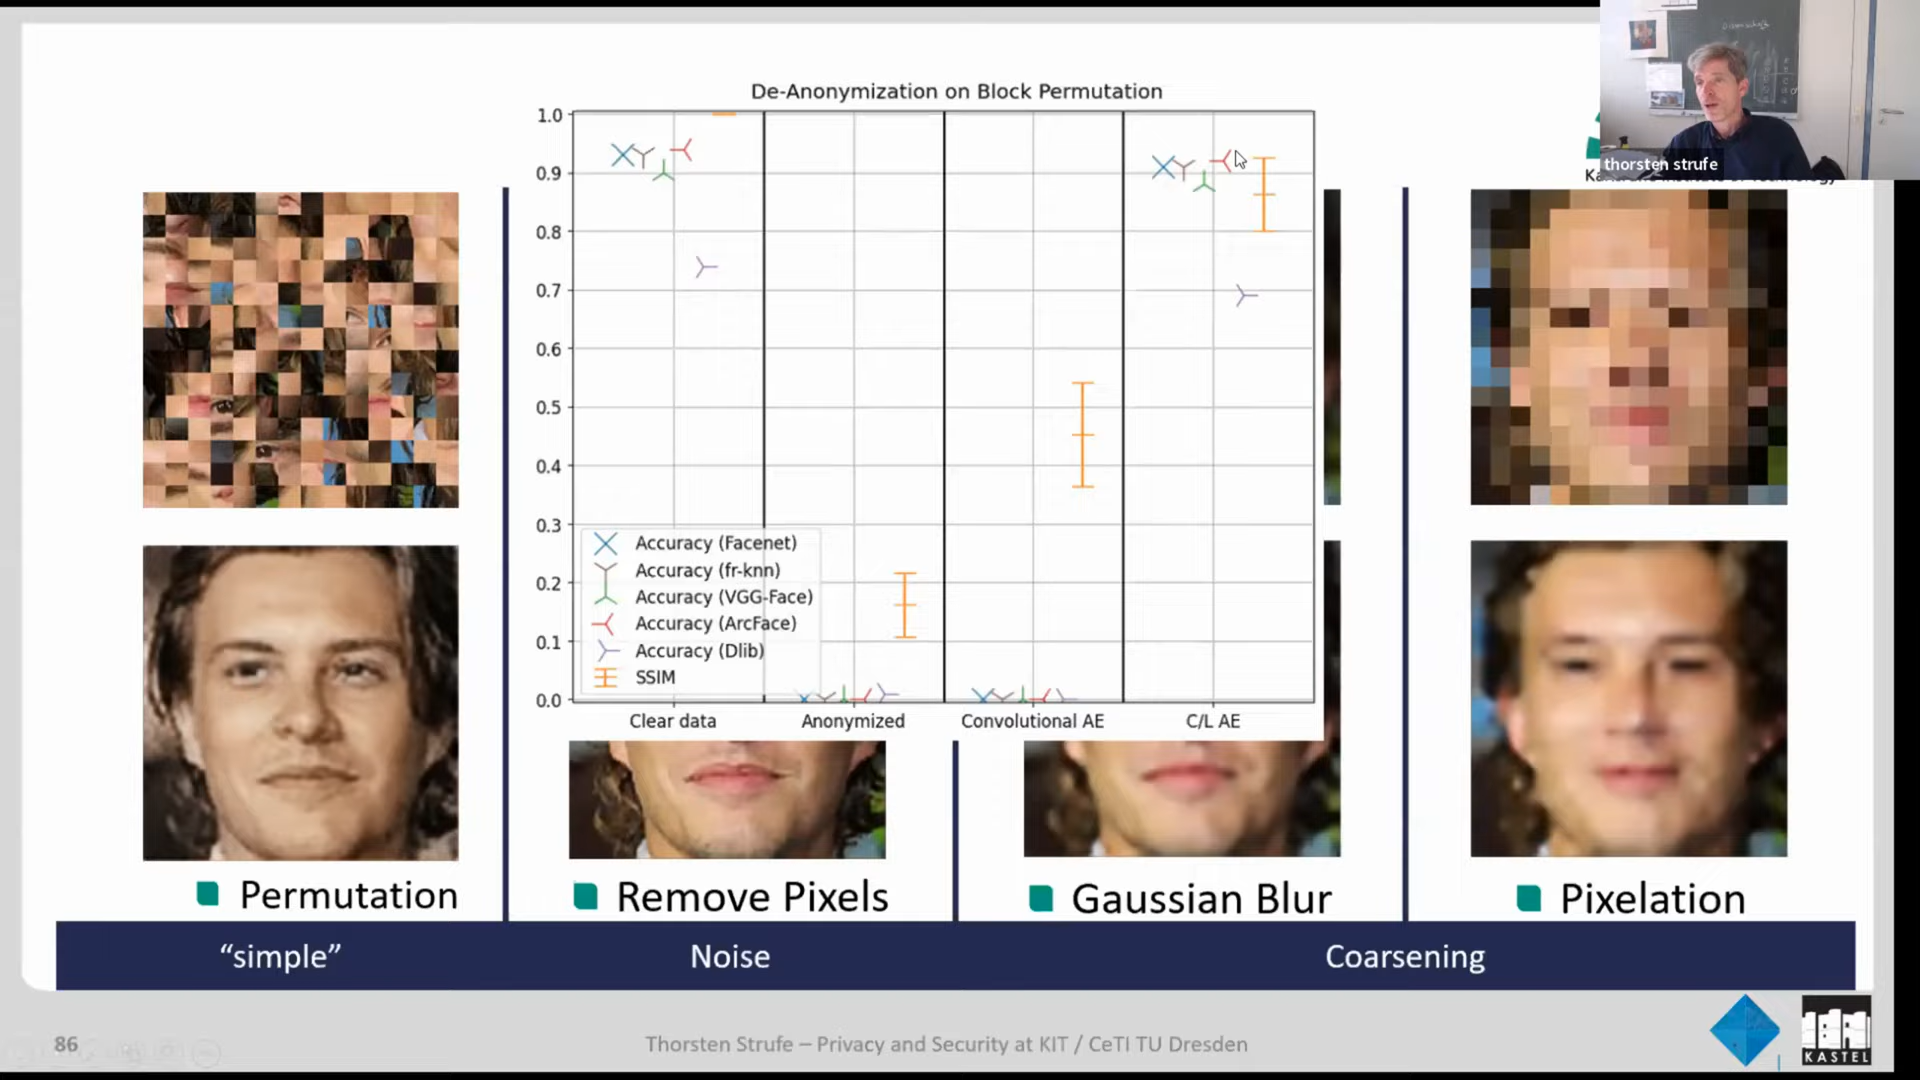 De-Anonymization on Block Permutation
1.0
0.9
0.8
0.7
0.6
0.5
0.4
0.3
0.2
0.1
0.0
Accuracy (Facenet)
Accuracy (fr-knn)
Accuracy (VGG-Face)
Accuracy (ArcFace)
Accuracy (Dlib)
SSIM
Clear data
Anonymized
Convolutional AE
C/L AE
thorsten strufe
Permutation
Remove Pixels
Gaussian Blur
Pixelation
“simple”
Noise
Coarsening
86
Thorsten Strufe – Privacy and Security at KIT / CeTI TU Dresden
KASTEL